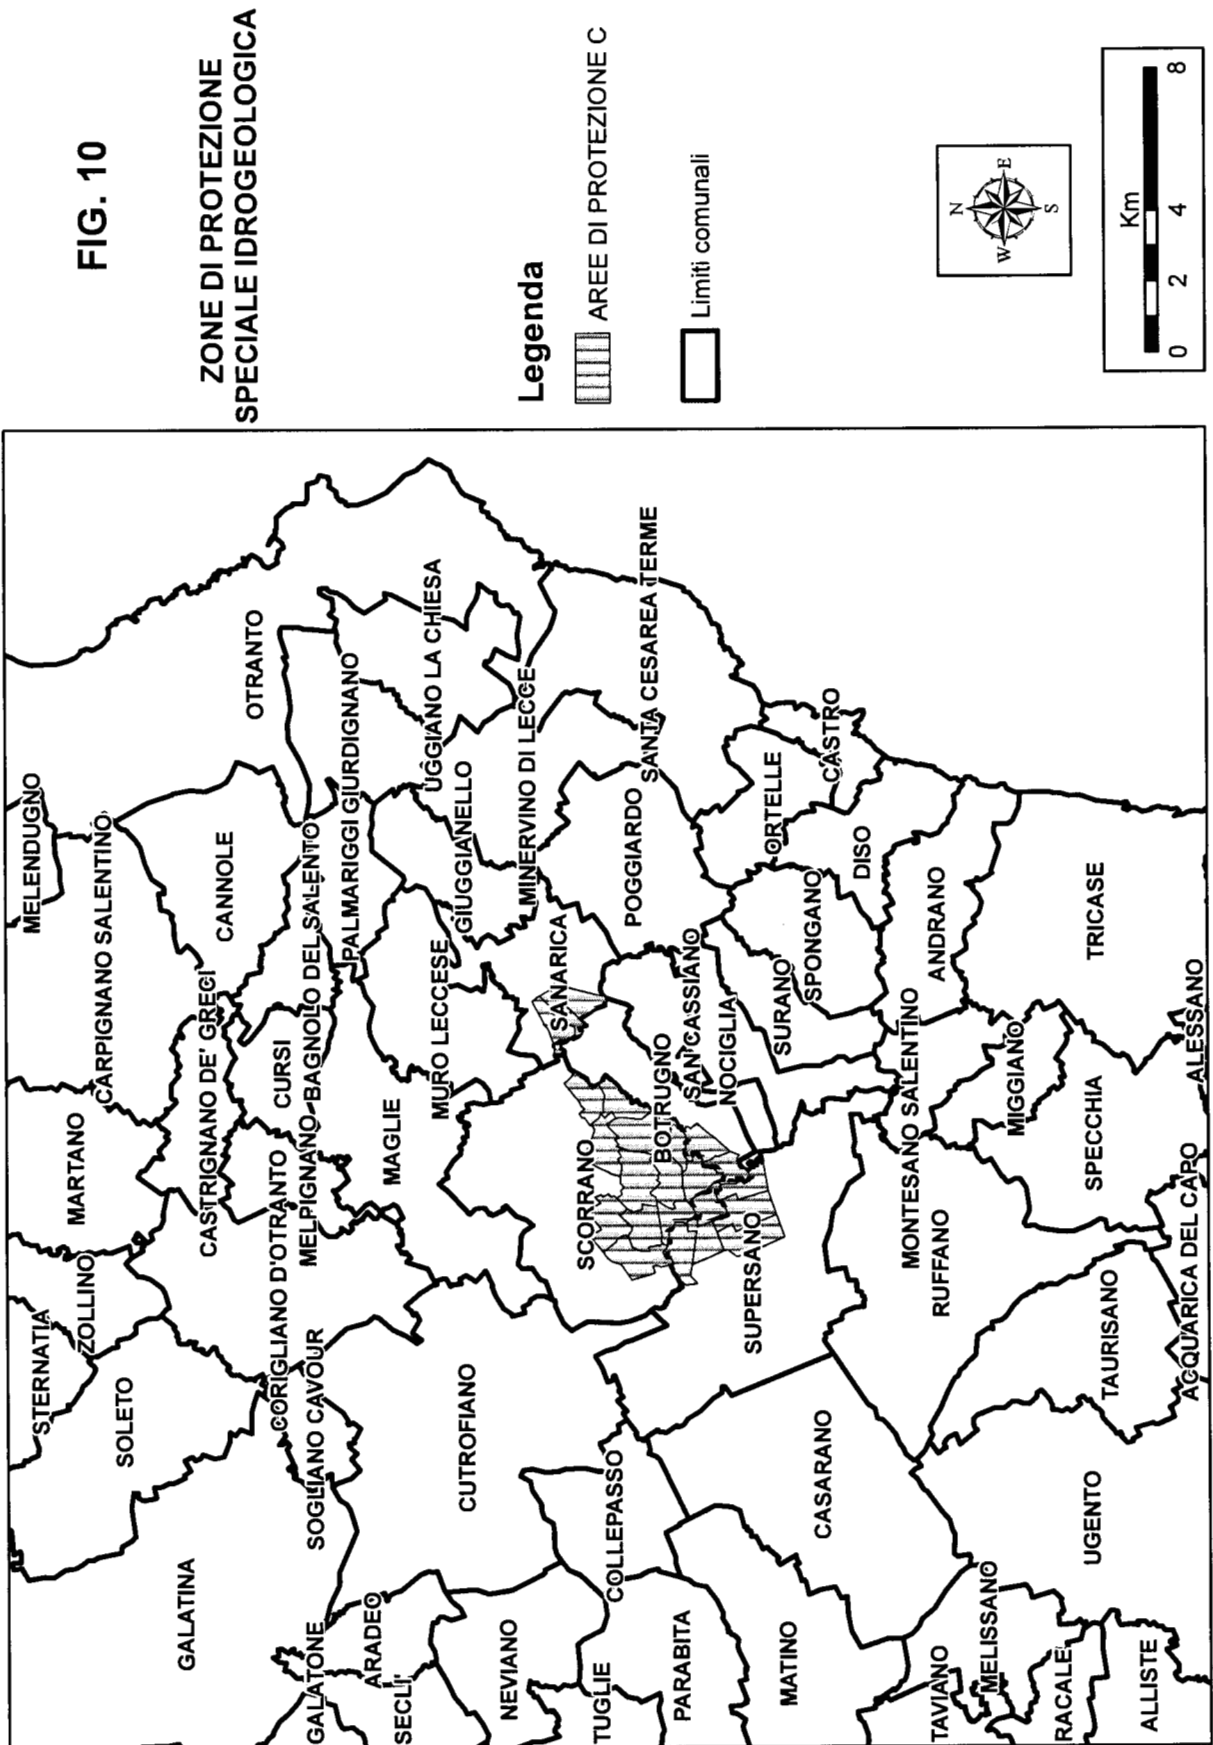 FIG. 10
ZONE DI PROTEZIONE
SPECIALE IDROGEOLOGICA
Legenda
AREE DI PROTEZIONE C
Limiti comunali
N
W
E
S
Km
0 2 4 8
MELENDUGNO
STERNATIA
MARTANO
ZOLLINO
CARPIGNANO SALENTINO
SOLETO
GALATINA
CASTRIGNANO DE' GRECI
CANNOLE
OTRANTO
CORIGLIANO D'OTRANTO
CURSI
SOGLIANO CAVOUR
MELPIGNANO
BAGNOLO DEL SALENTO
GALATONE
PALMARIGGI
GIURDIGNANO
ARADEO
MAGLIE
SECLI'
MURO LECCESE
UGGIANO LA CHIESA
CUTROFIANO
GIUGGIANELLO
NEVIANO
MINERVINO DI LECCE
SANARICA
SCORRANO
TUGLIE
COLLEPASSO
POGGIARDO
SANTA CESAREA TERME
BOTRUGNO
PARABITA
SAN CASSIANO
NOCIGLIA
SUPERSANO
ORTELLE
SURANO
MATINO
SPONGANO
CASTRO
CASARANO
DISO
MONTESANO SALENTINO
ANDRANO
RUFFANO
TAVIANO
MELISSANO
MIGGIANO
RACALE
UGENTO
TAURISANO
SPECCHIA
TRICASE
ALLISTE
ACQUARICA DEL CAPO
ALESSANO